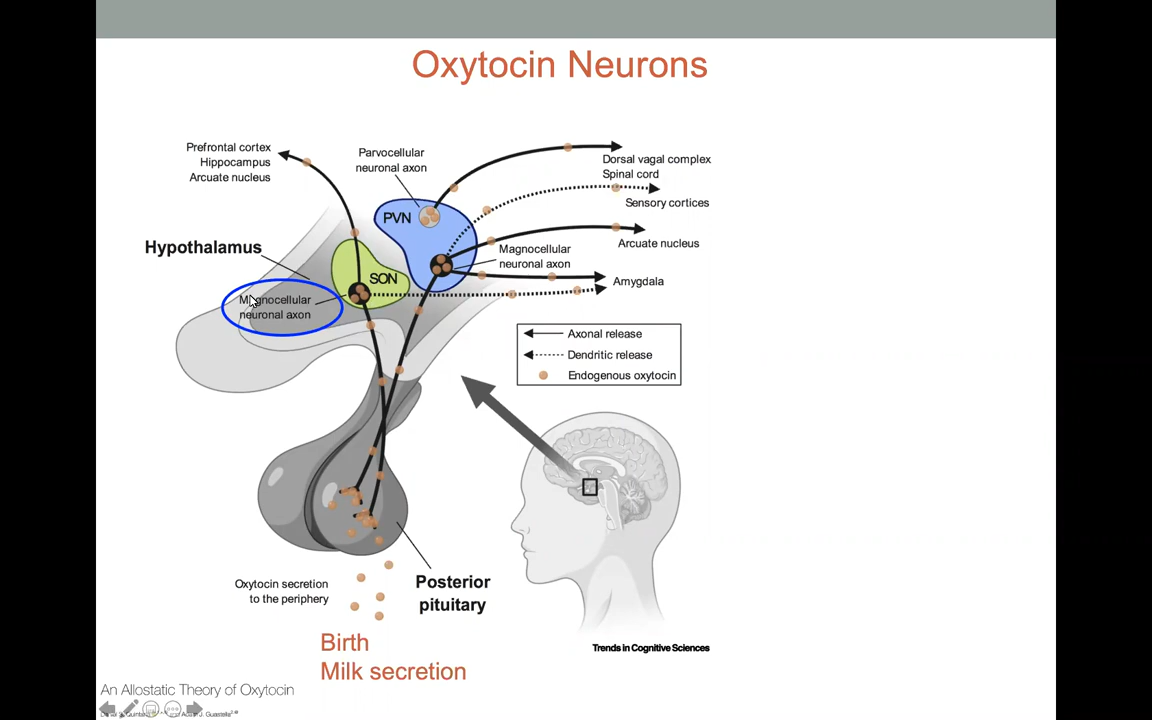 Oxytocin Neurons
Prefrontal cortex
Hippocampus
Arcuate nucleus
Parvocellular
neuronal axon
Dorsal vagal complex
Spinal cord
Sensory cortices
PVN
Arcuate nucleus
Hypothalamus
Magnocellular
neuronal axon
SON
Amygdala
Magnocellular
neuronal axon
Axonal release
Dendritic release
Endogenous oxytocin
Oxytocin secretion
to the periphery
Posterior
pituitary
Birth
Milk secretion
Trends in Cognitive Sciences
An Allostatic Theory of Oxytocin